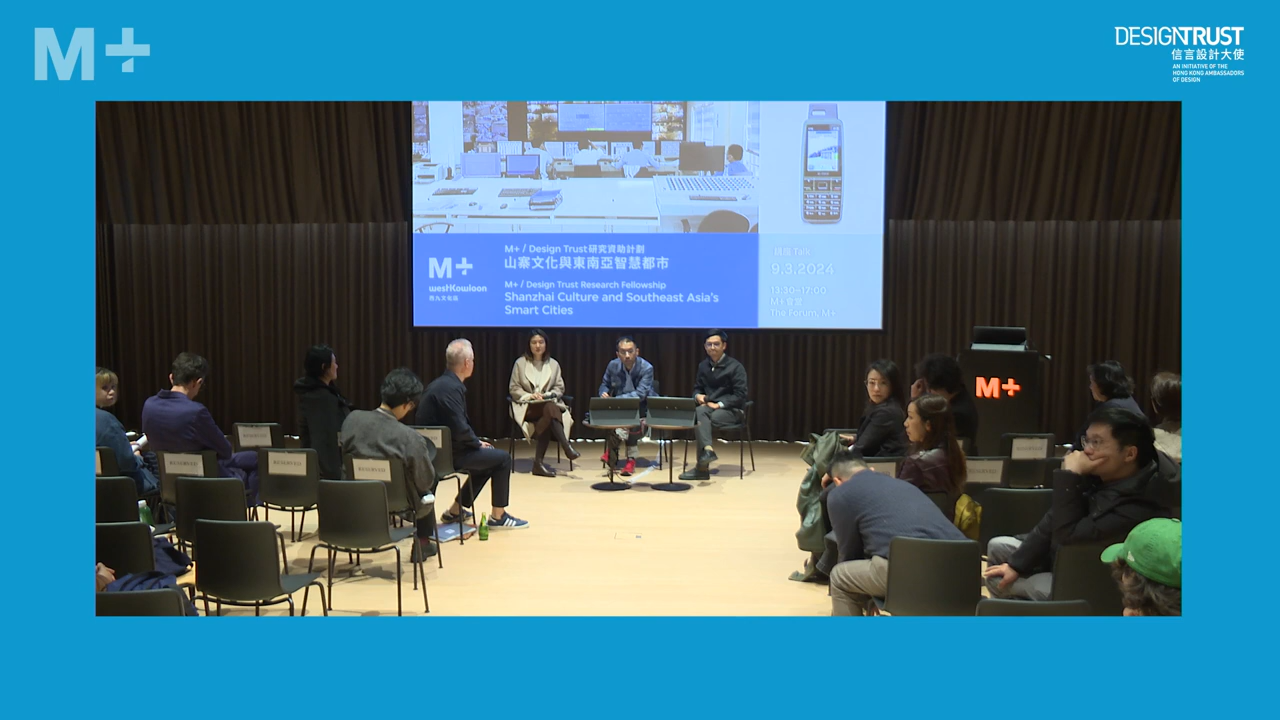 M+
DESIGNTRUST
信言設計大使
AN INITIATIVE OF THE
HONG KONG AMBASSADORS
OF DESIGN
M+ / Design Trust 研究資助計劃
山寨文化與東南亞智慧都市
M+
westKowloon
西九文化區
M+ / Design Trust Research Fellowship
Shanzhai Culture and Southeast Asia's
Smart Cities
講座 Talk
9.3.2024
13:30–17:00
M+ 會堂
The Forum, M+
M+